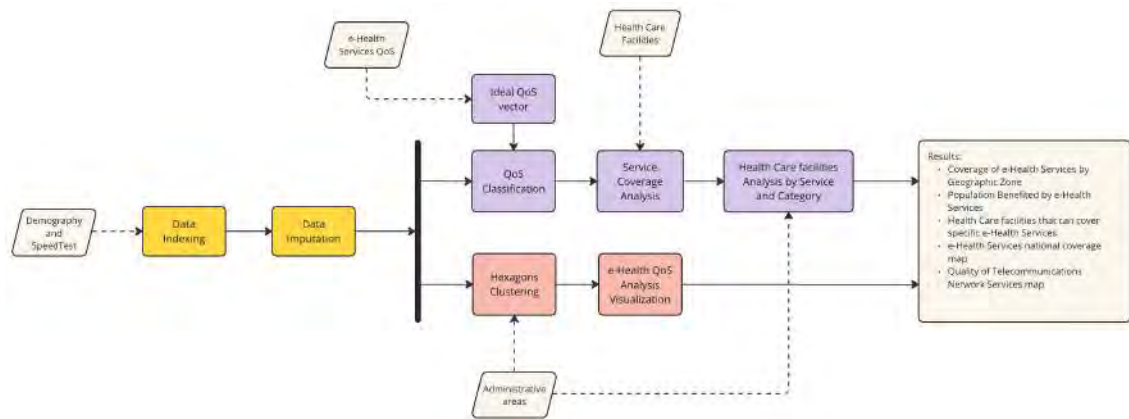 e-Health
Services QoS
Health Care
Facilities
Ideal QoS
vector
QoS
Classification
Service
Coverage
Analysis
Health Care facilities
Analysis by Service
and Category
Results:
• Coverage of e-Health Services by
Geographic Zone
• Population Benefited by e-Health
Services
• Health Care facilities that can cover
specific e-Health Services
• e-Health Services national coverage
map
• Quality of Telecommunications
Network Services map
Demography
and
SpeedTest
Data
Indexing
Data
Imputation
Hexagons
Clustering
e-Health QoS
Analysis
Visualization
Administrative
areas